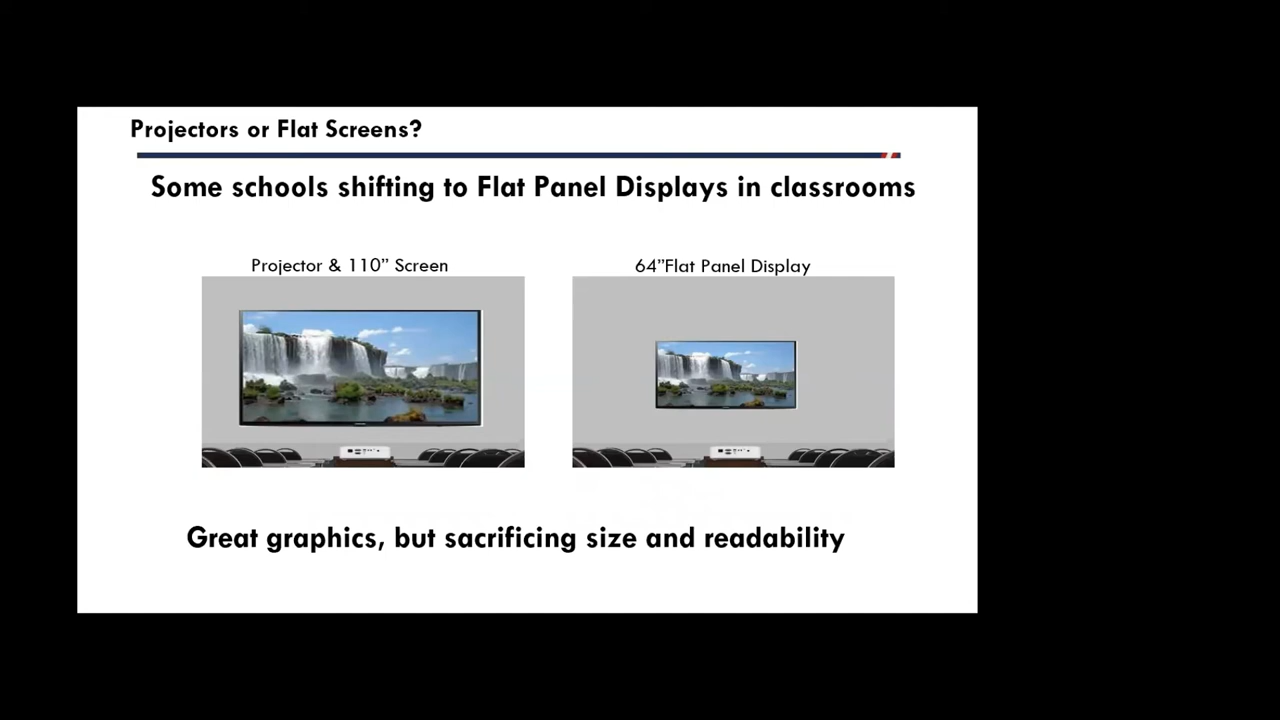 Projectors or Flat Screens?
Some schools shifting to Flat Panel Displays in classrooms
Projector & 110” Screen
64”Flat Panel Display
Great graphics, but sacrificing size and readability